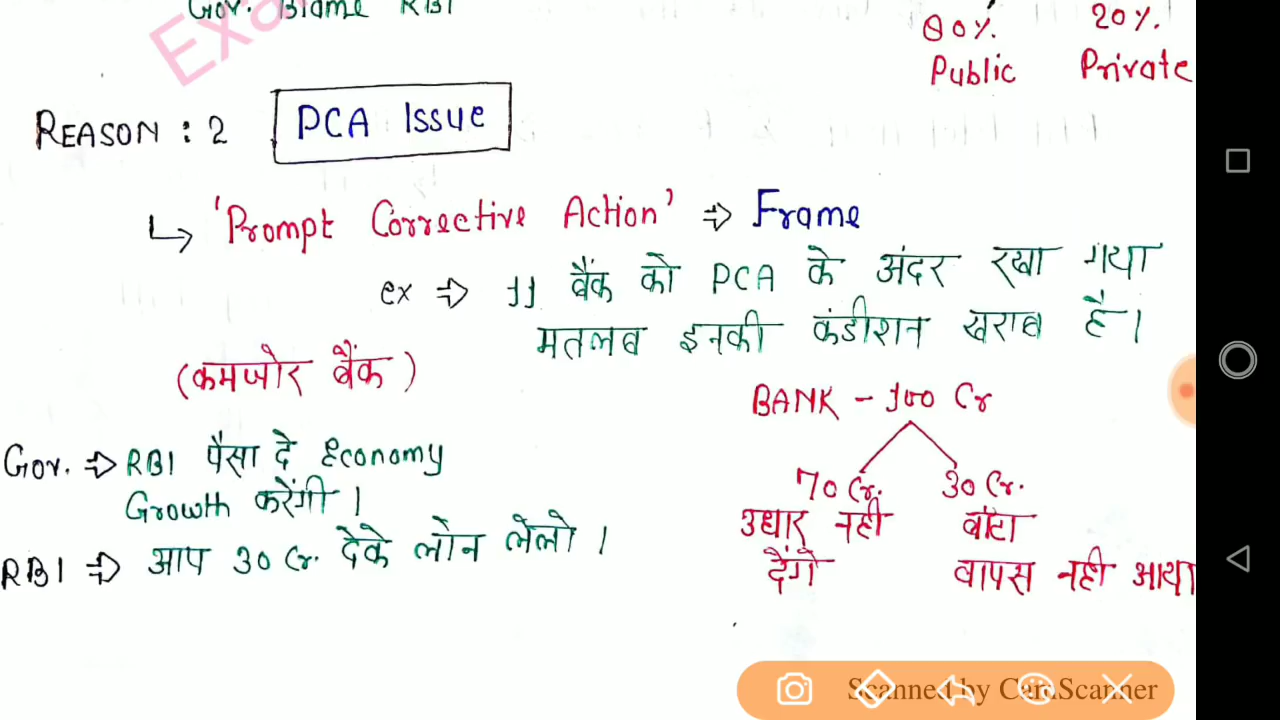 Gov. Blame RBI
Exa
80%. 20%.
Public Private
REASON : 2 PCA ISSUE
↳ 'Prompt Corrective Action' ⇒ Frame
ex ⇒ 11 बैंक को PCA के अंदर रखा गया
मतलब इनकी कंडीशन खराब है।
(कमजोर बैंक)
BANK - 100 Cr
Gov. ⇒ RBI पैसा दे Economy
Growth करेंगी।
70 Cr. 30 Cr.
उधार नही बांटा
देंगे वापस नही आया
RBI ⇒ आप 30 Cr. देके लोन लेलो।
Scanned by CamScanner